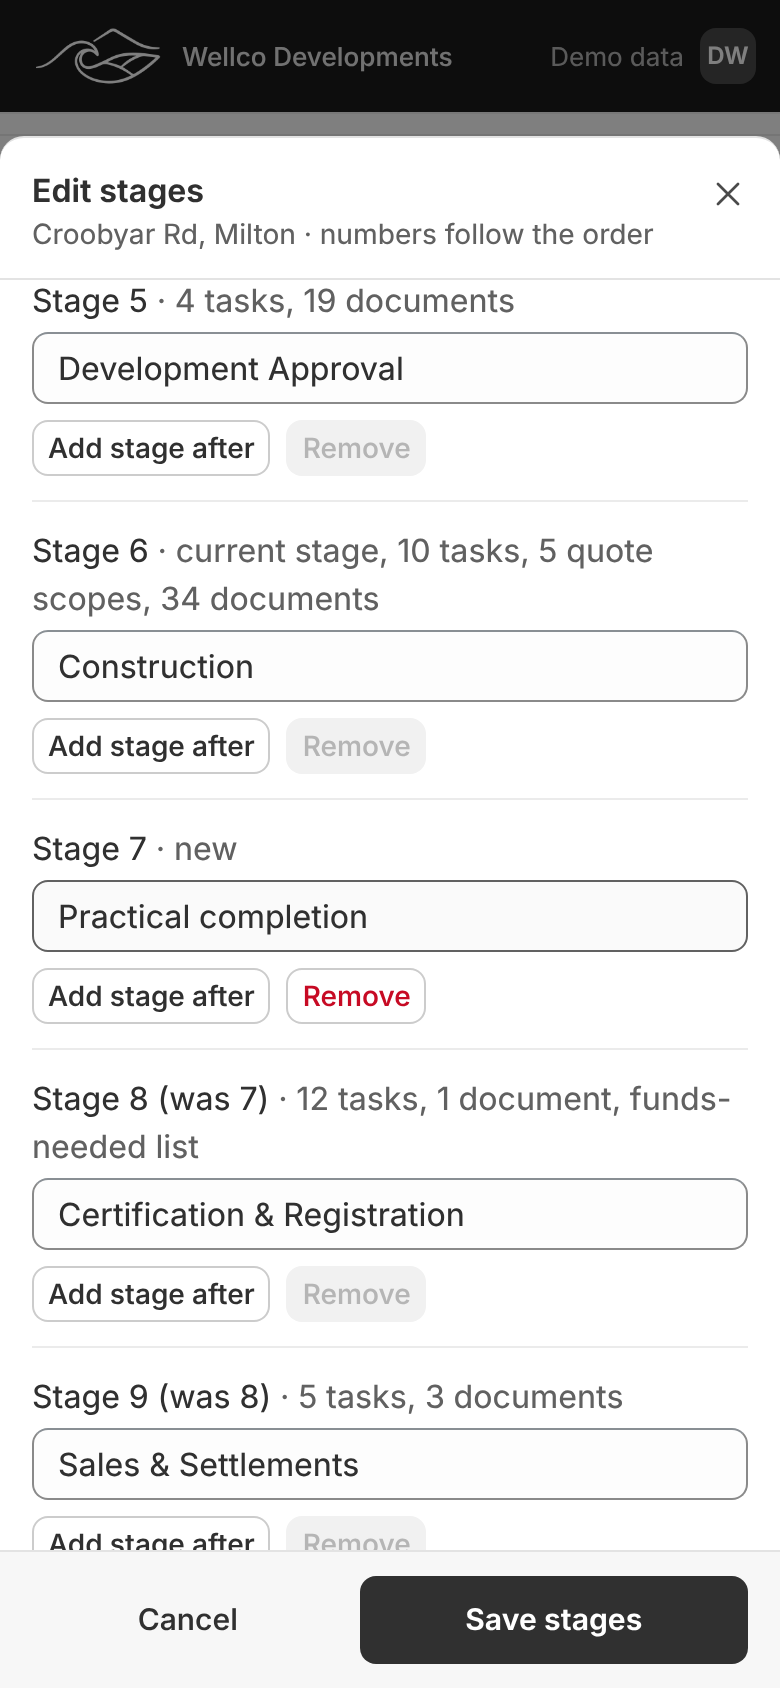 Wellco Developments
Demo data
DW
Edit stages
Croobyar Rd, Milton · numbers follow the order
Stage 5 · 4 tasks, 19 documents
Development Approval
Add stage after
Remove
Stage 6 · current stage, 10 tasks, 5 quote
scopes, 34 documents
Construction
Add stage after
Remove
Stage 7 · new
Practical completion
Add stage after
Remove
Stage 8 (was 7) · 12 tasks, 1 document, funds-
needed list
Certification & Registration
Add stage after
Remove
Stage 9 (was 8) · 5 tasks, 3 documents
Sales & Settlements
Add stage after
Remove
Cancel
Save stages